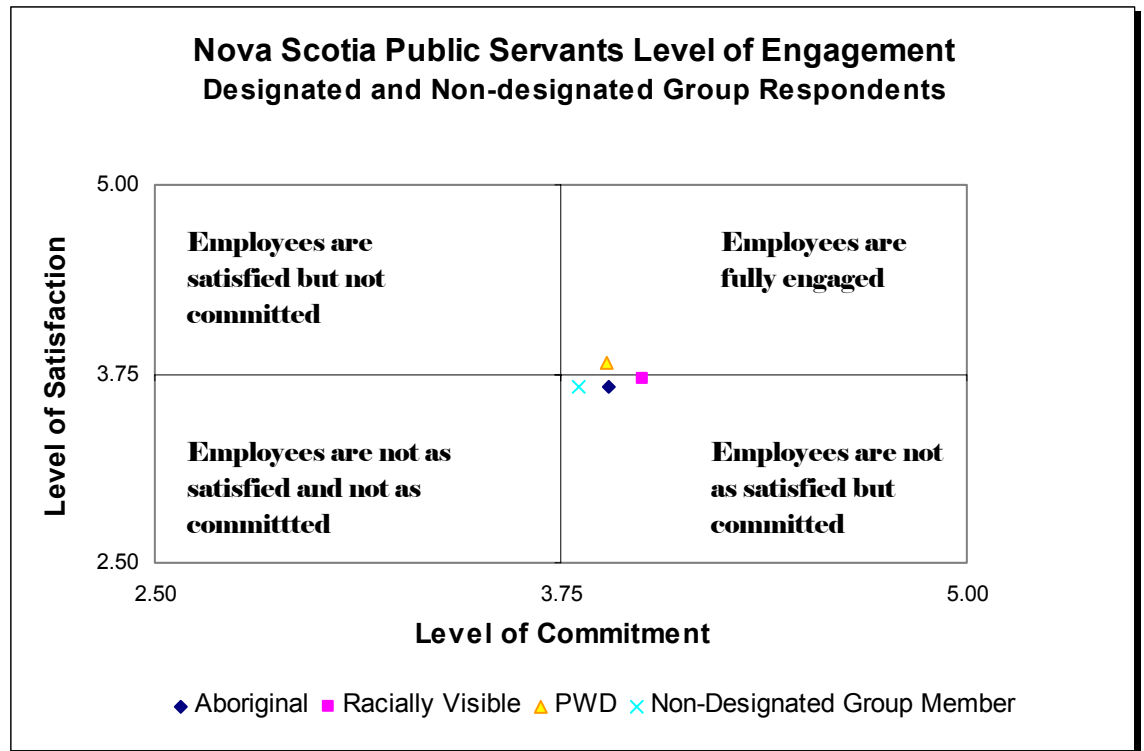 Nova Scotia Public Servants Level of Engagement
Designated and Non-designated Group Respondents
Level of Satisfaction
5.00
3.75
2.50
Employees are
satisfied but not
committed
Employees are
fully engaged
Employees are not as
satisfied and not as
committted
Employees are not
as satisfied but
committed
2.50 3.75 5.00
Level of Commitment
Aboriginal Racially Visible PWD Non-Designated Group Member